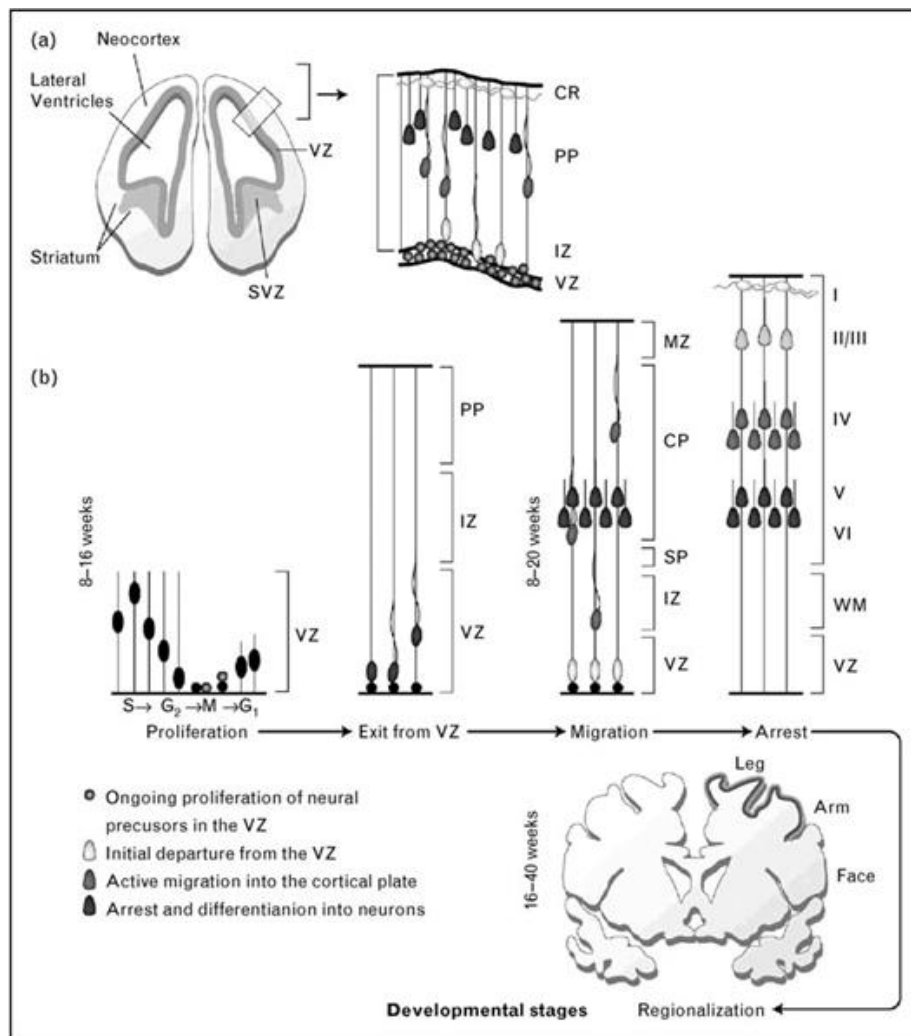 (a)
Neocortex
Lateral
Ventricles
VZ
Striatum
SVZ
CR
PP
IZ
VZ
(b)
8–16 weeks
VZ
S→ G2 →M →G1
Proliferation
PP
IZ
VZ
Exit from VZ
8–20 weeks
MZ
CP
SP
IZ
VZ
Migration
I
II/III
IV
V
VI
WM
VZ
Arrest
Ongoing proliferation of neural
precusors in the VZ
Initial departure from the VZ
Active migration into the cortical plate
Arrest and differentianion into neurons
16–40 weeks
Leg
Arm
Face
Developmental stages
Regionalization